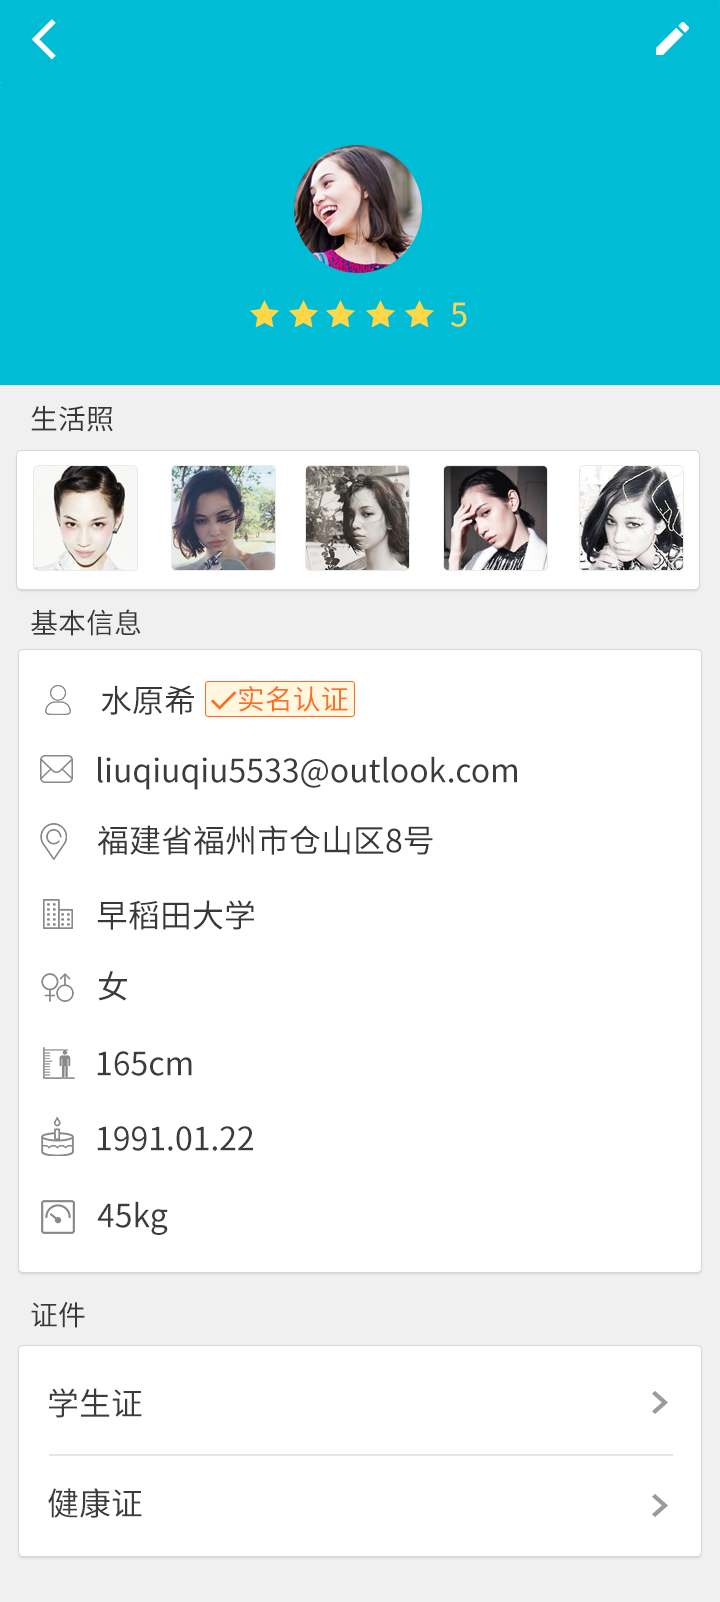 5
生活照
基本信息
水原希 实名认证
liuqiuqiu5533@outlook.com
福建省福州市仓山区8号
早稻田大学
女
165cm
1991.01.22
45kg
证件
学生证
健康证